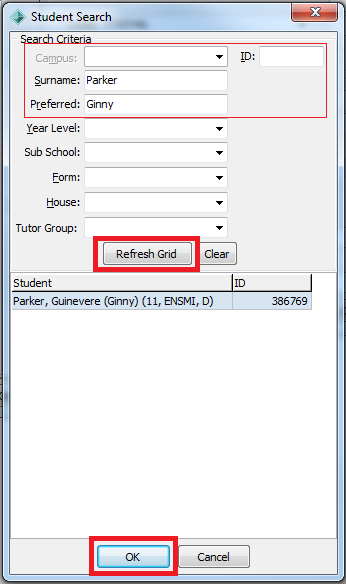 Student Search
Search Criteria
Campus: ID:
Surname: Parker
Preferred: Ginny
Year Level:
Sub School:
Form:
House:
Tutor Group:
Refresh Grid Clear
Student ID
Parker, Guinevere (Ginny) (11, ENSMI, D) 386769
OK Cancel